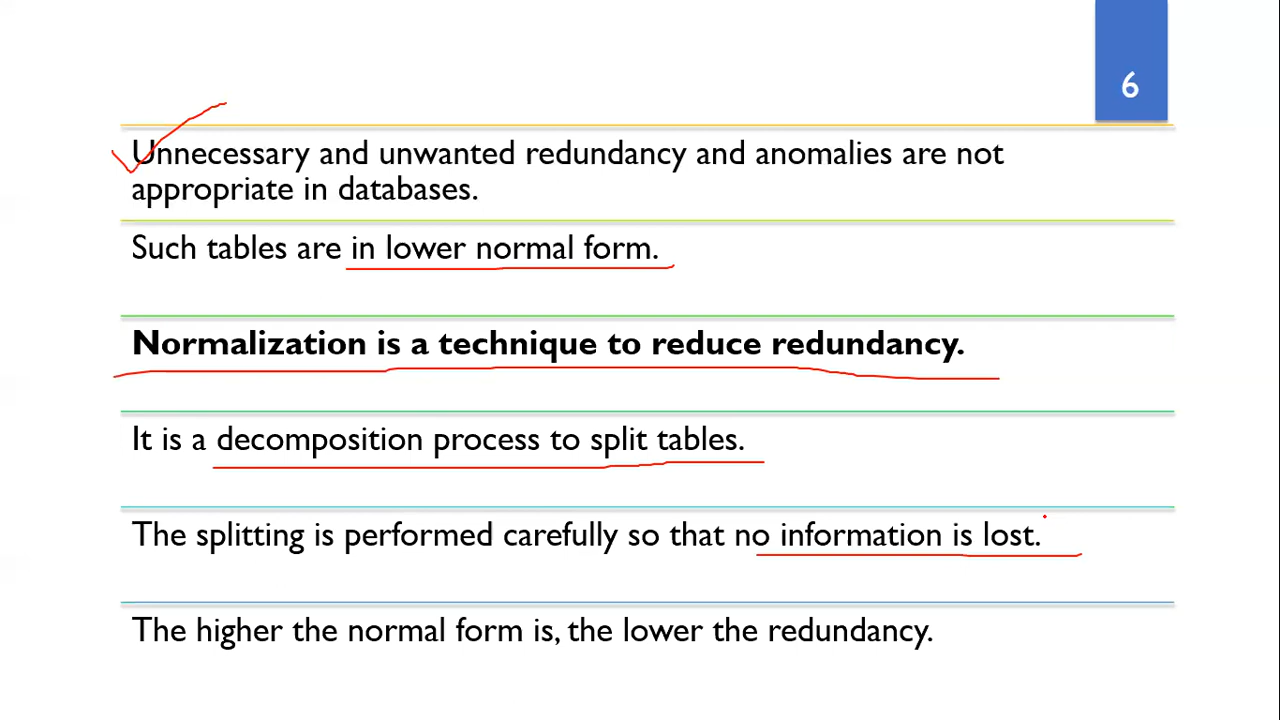 6
Unnecessary and unwanted redundancy and anomalies are not
appropriate in databases.
Such tables are in lower normal form.
Normalization is a technique to reduce redundancy.
It is a decomposition process to split tables.
The splitting is performed carefully so that no information is lost.
The higher the normal form is, the lower the redundancy.